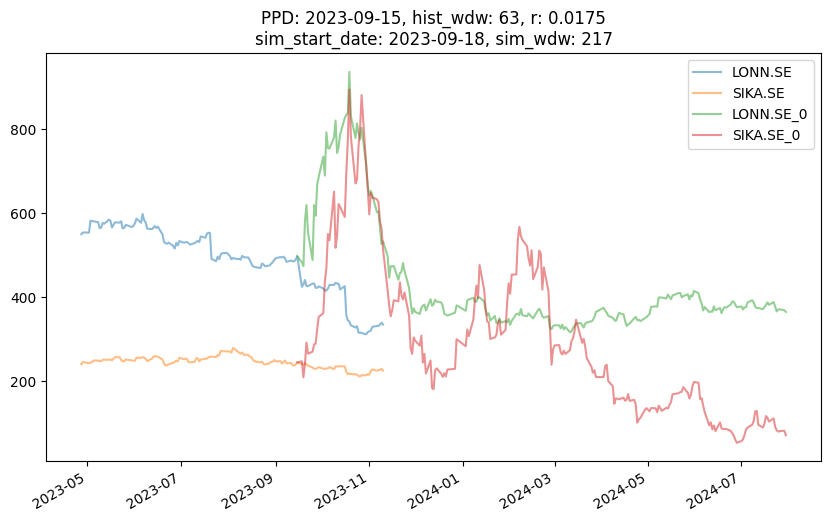 PPD: 2023-09-15, hist_wdw: 63, r: 0.0175
sim_start_date: 2023-09-18, sim_wdw: 217
LONN.SE
SIKA.SE
LONN.SE_0
SIKA.SE_0
800
600
400
200
2023-05
2023-07
2023-09
2023-11
2024-01
2024-03
2024-05
2024-07